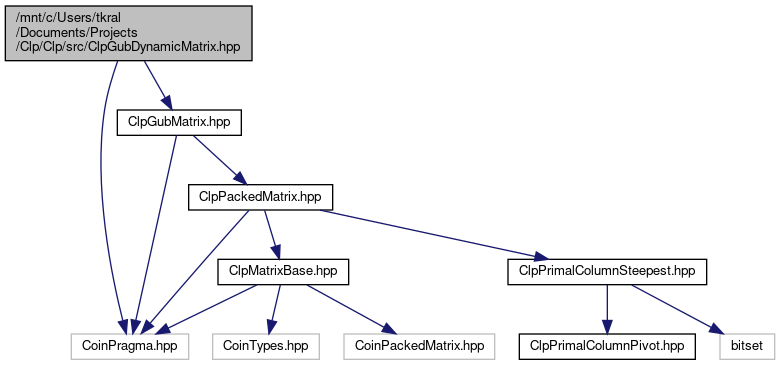 /mnt/c/Users/tkral
/Documents/Projects
/Clp/Clp/src/ClpGubDynamicMatrix.hpp
ClpGubMatrix.hpp
ClpPackedMatrix.hpp
ClpMatrixBase.hpp
ClpPrimalColumnSteepest.hpp
CoinPragma.hpp
CoinTypes.hpp
CoinPackedMatrix.hpp
ClpPrimalColumnPivot.hpp
bitset